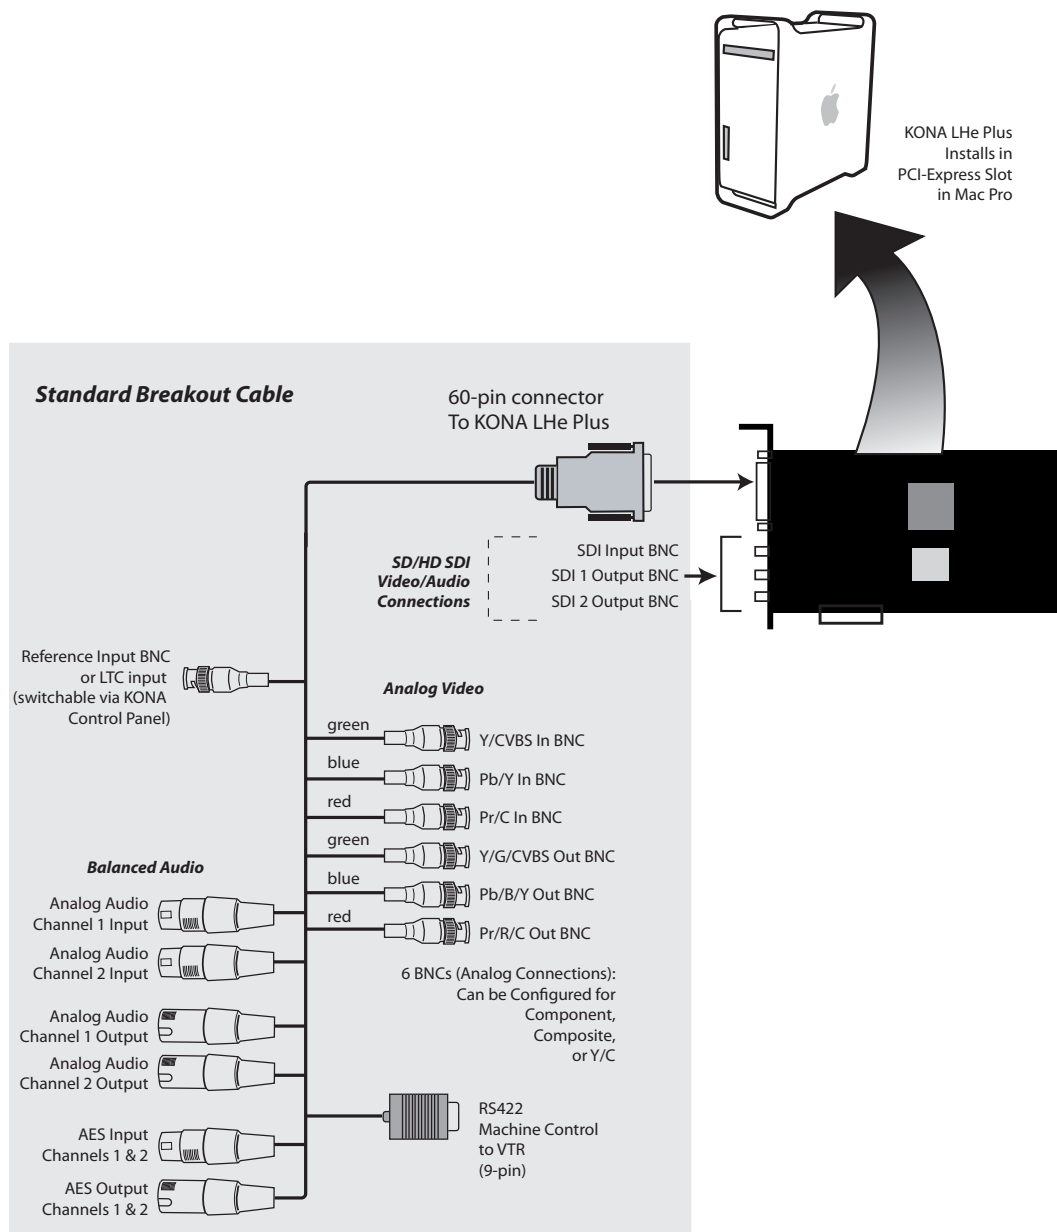 KONA LHe Plus
Installs in
PCI-Express Slot
in Mac Pro
Standard Breakout Cable
60-pin connector
To KONA LHe Plus
SD/HD SDI
Video/Audio
Connections
SDI Input BNC
SDI 1 Output BNC
SDI 2 Output BNC
Reference Input BNC
or LTC input
(switchable via KONA
Control Panel)
Analog Video
green
Y/CVBS In BNC
blue
Pb/Y In BNC
red
Pr/C In BNC
green
Y/G/CVBS Out BNC
blue
Pb/B/Y Out BNC
red
Pr/R/C Out BNC
6 BNCs (Analog Connections):
Can be Configured for
Component,
Composite,
or Y/C
Balanced Audio
Analog Audio
Channel 1 Input
Analog Audio
Channel 2 Input
Analog Audio
Channel 1 Output
Analog Audio
Channel 2 Output
AES Input
Channels 1 & 2
AES Output
Channels 1 & 2
RS422
Machine Control
to VTR
(9-pin)